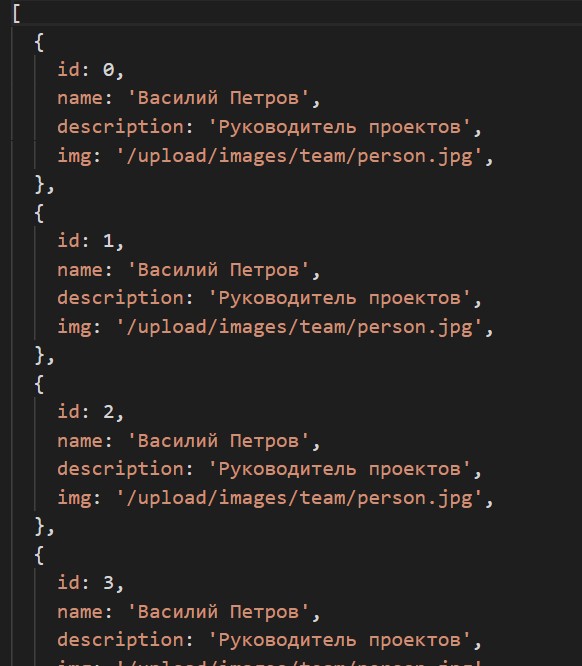 [
{
id: 0,
name: 'Василий Петров',
description: 'Руководитель проектов',
img: '/upload/images/team/person.jpg',
},
{
id: 1,
name: 'Василий Петров',
description: 'Руководитель проектов',
img: '/upload/images/team/person.jpg',
},
{
id: 2,
name: 'Василий Петров',
description: 'Руководитель проектов',
img: '/upload/images/team/person.jpg',
},
{
id: 3,
name: 'Василий Петров',
description: 'Руководитель проектов',